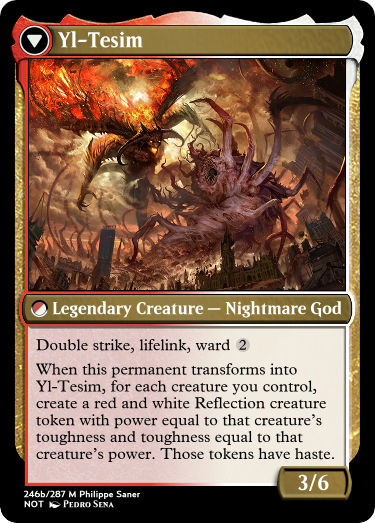 Yl-Tesim
Legendary Creature — Nightmare God
Double strike, lifelink, ward 2
When this permanent transforms into
Yl-Tesim, for each creature you control,
create a red and white Reflection creature
token with power equal to that creature's
toughness and toughness equal to that
creature's power. Those tokens have haste.
3/6
246b/287 M Philippe Saner
NOT Pedro Sena